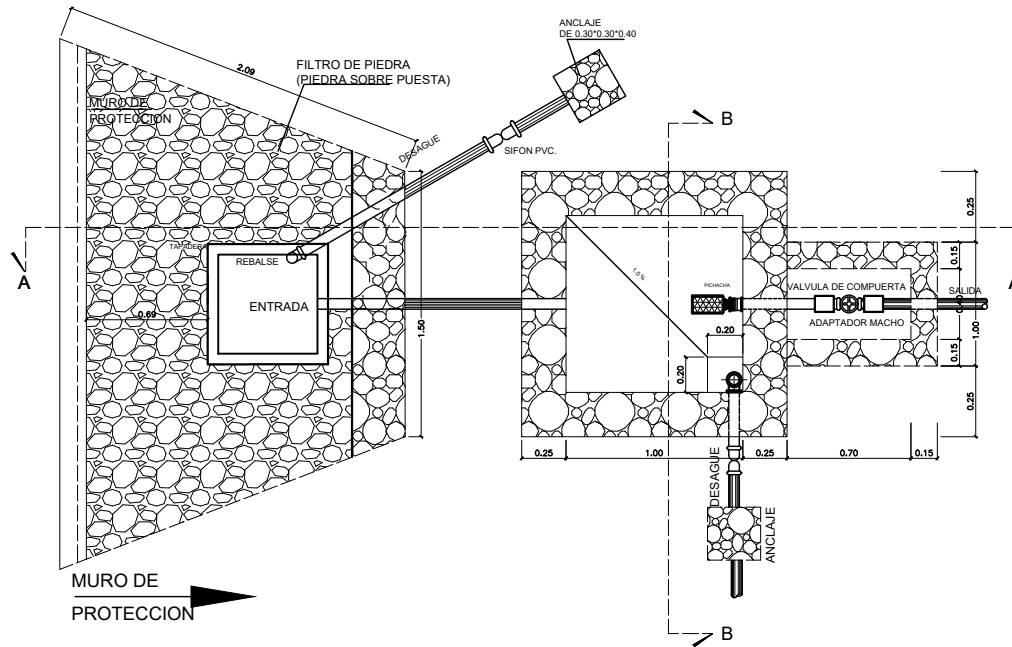 ANCLAJE
DE 0.30*0.30*0.40
2.09
FILTRO DE PIEDRA
(PIEDRA SOBRE PUESTA)
MURO DE
PROTECCION
DESAGUE
SIFON PVC.
B
A
TAPADERA
REBALSE
ENTRADA
0.69
1.50
1.0 %
PICHACHA
0.20
0.20
VALVULA DE COMPUERTA
ADAPTADOR MACHO
SALIDA
0.25
0.15
0.40
1.00
0.15
0.25
A
0.25
1.00
0.25
0.70
0.15
DESAGUE
ANCLAJE
MURO DE
PROTECCION
B